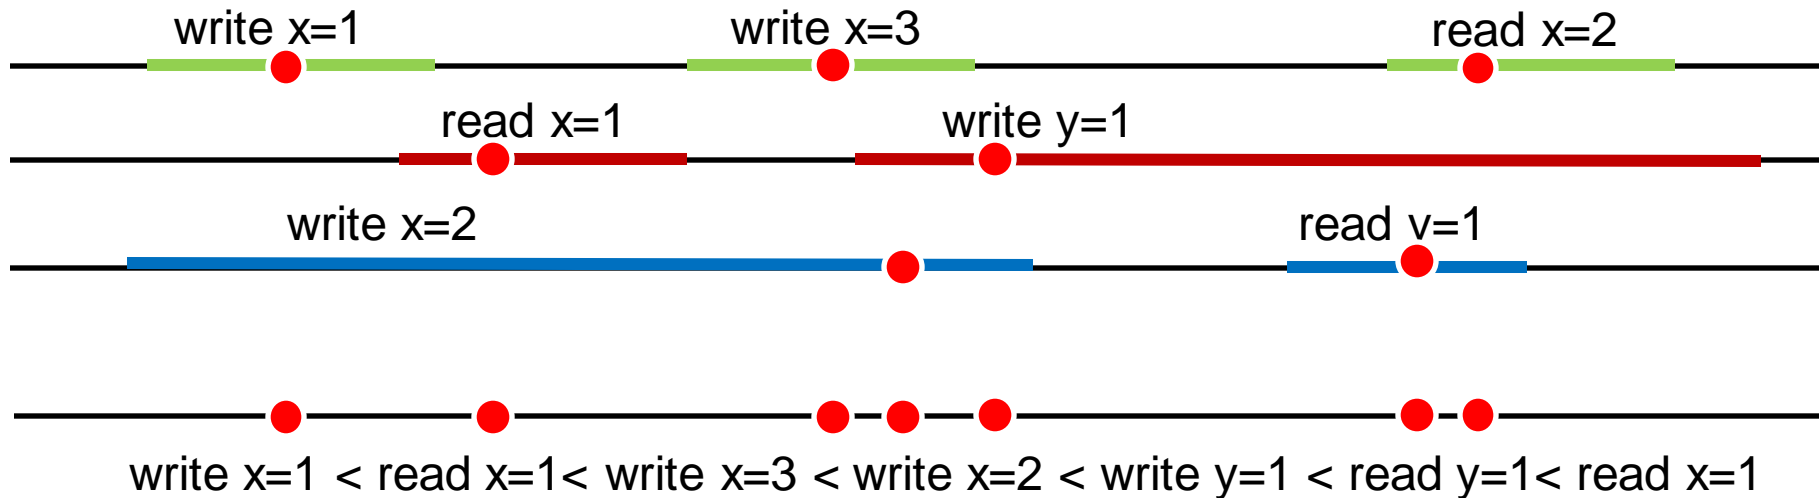 write x=1 write x=3 read x=2
read x=1 write y=1
write x=2 read v=1
write x=1 < read x=1< write x=3 < write x=2 < write y=1 < read y=1< read x=1